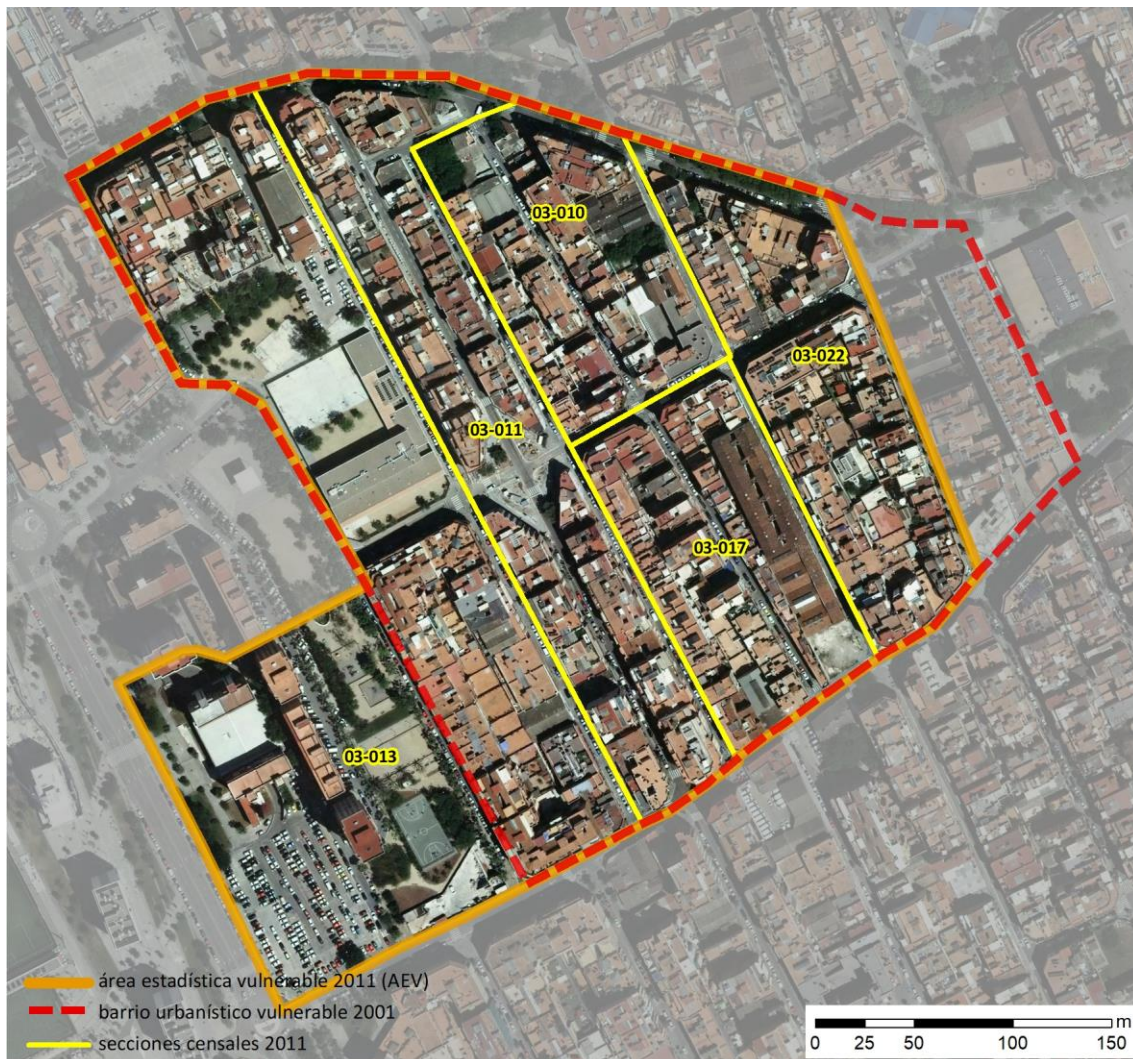 03-010
03-022
03-011
03-017
03-013
área estadística vulnerable 2011 (AEV)
barrio urbanístico vulnerable 2001
secciones censales 2011
m
0 25 50 100 150